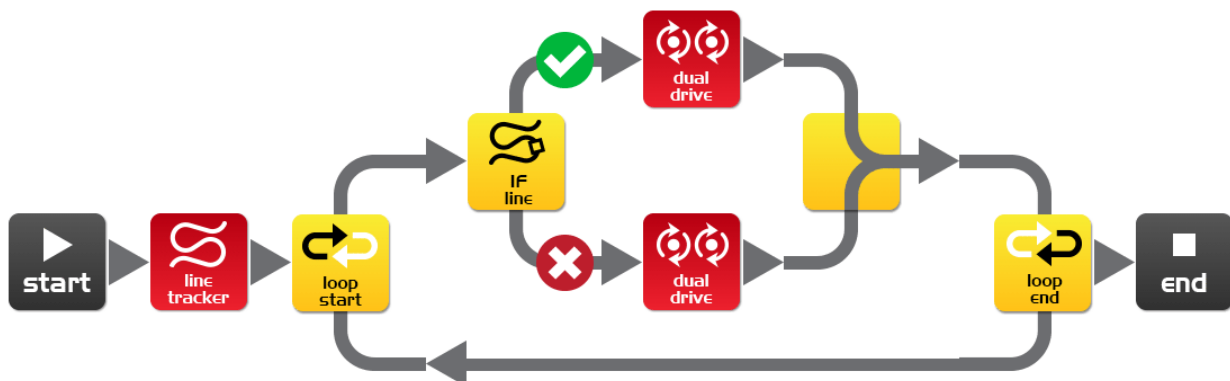 start
line
tracker
loop
start
IF
line
dual
drive
dual
drive
loop
end
end